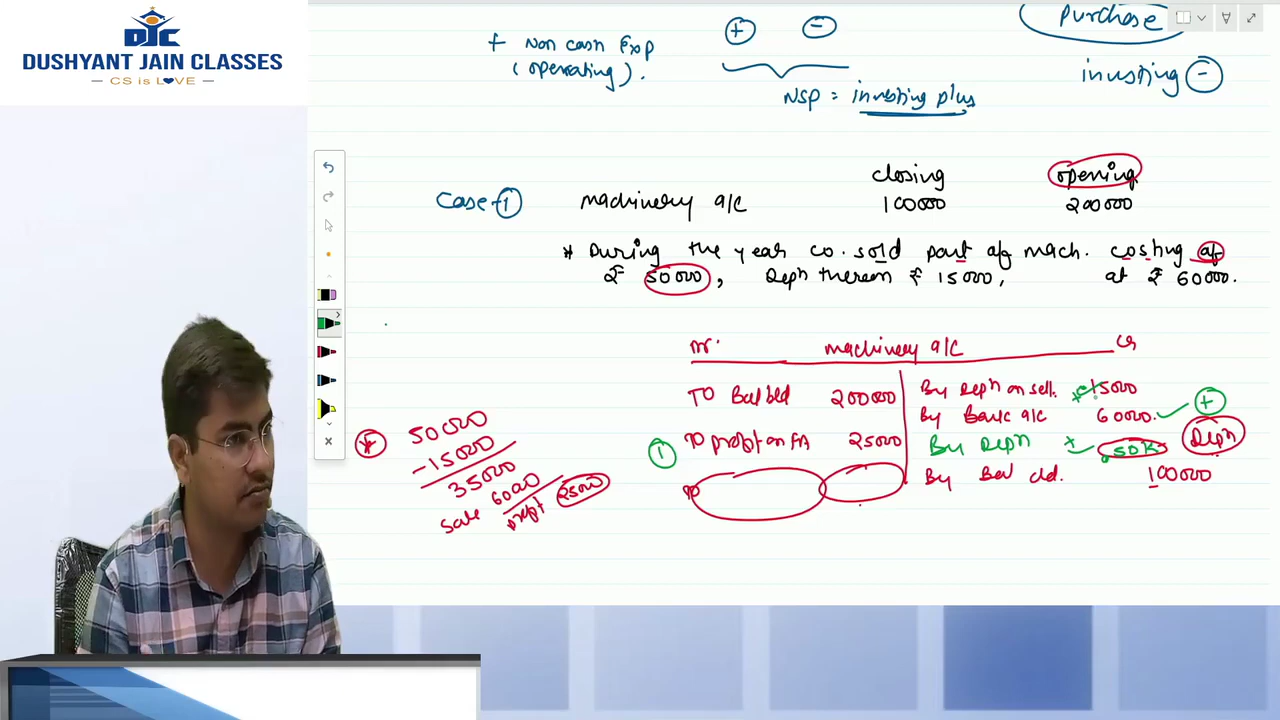 DJC
DUSHYANT JAIN CLASSES
CS is LOVE
+ Non cash Exp
(operating).
+ -
NSP = investing plus
Purchase
investing -
closing opening
Case-1 machinery a/c 100000 200000
* During the year co. sold part of mach. costing of
₹ 50000, Depn thereon ₹ 15000, at ₹ 60000.
Dr. machinery a/c Cr
TO Bal b/d 200000 By Depn on sell. 15000
By Bank a/c 60000 +
1 TO profit on FA 25000 By Depn + 50K Depn
TO By Bal c/d. 100000
* 50000
-15000
35000
Sale 60000
profit 25000